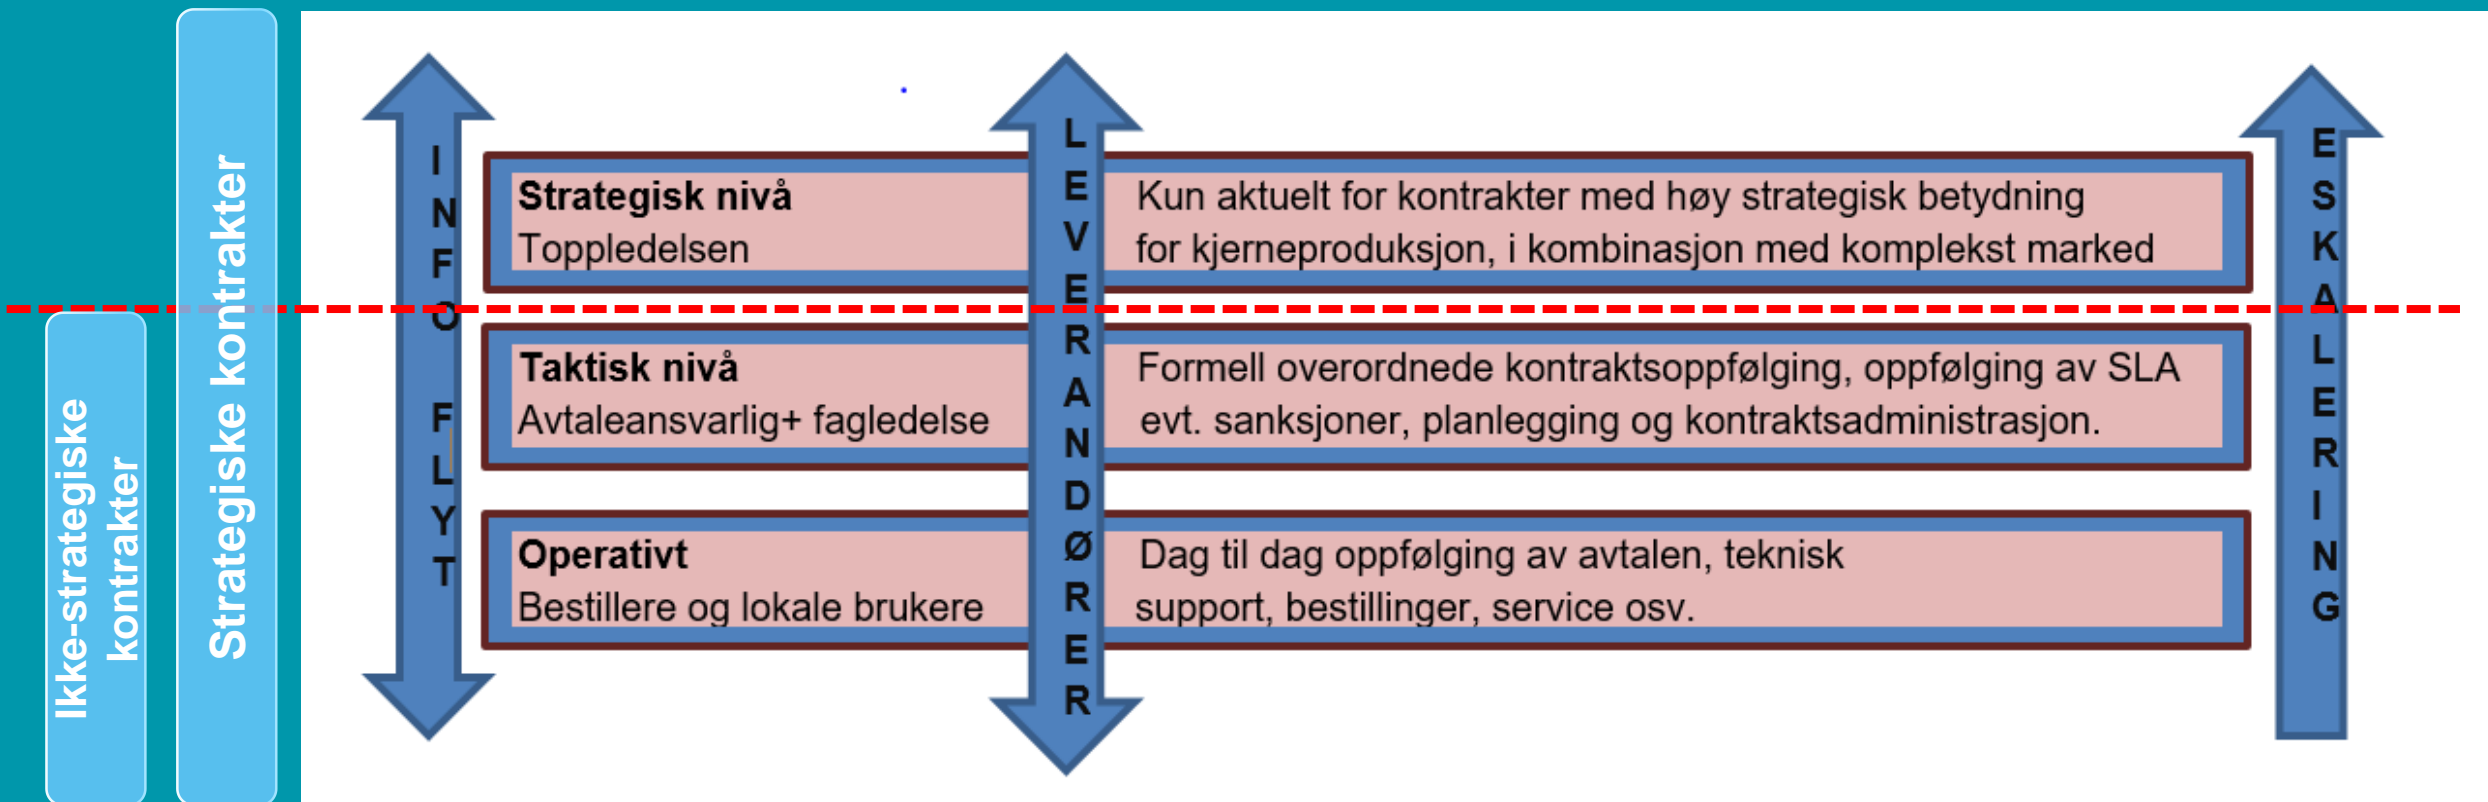 Ikke-strategiske
kontrakter
Strategiske kontrakter
INFO FLYT
Strategisk nivå
Toppledelsen
LEVERANDØRER
Kun aktuelt for kontrakter med høy strategisk betydning
for kjerneproduksjon, i kombinasjon med komplekst marked
Taktisk nivå
Avtaleansvarlig+ fagledelse
Formell overordnede kontraktsoppfølging, oppfølging av SLA
evt. sanksjoner, planlegging og kontraktsadministrasjon.
Operativt
Bestillere og lokale brukere
Dag til dag oppfølging av avtalen, teknisk
support, bestillinger, service osv.
ESKALERING